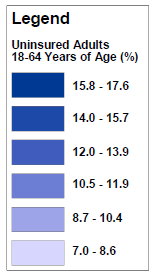 Legend
Uninsured Adults
18-64 Years of Age (%)
15.8 - 17.6
14.0 - 15.7
12.0 - 13.9
10.5 - 11.9
8.7 - 10.4
7.0 - 8.6